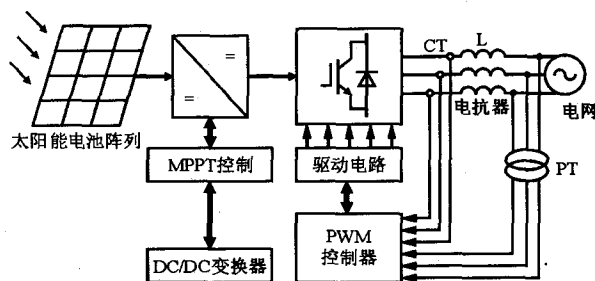 CT
L
电抗器
电网
太阳能电池阵列
=
=
MPPT控制
驱动电路
PT
PWM
控制器
DC/DC变换器